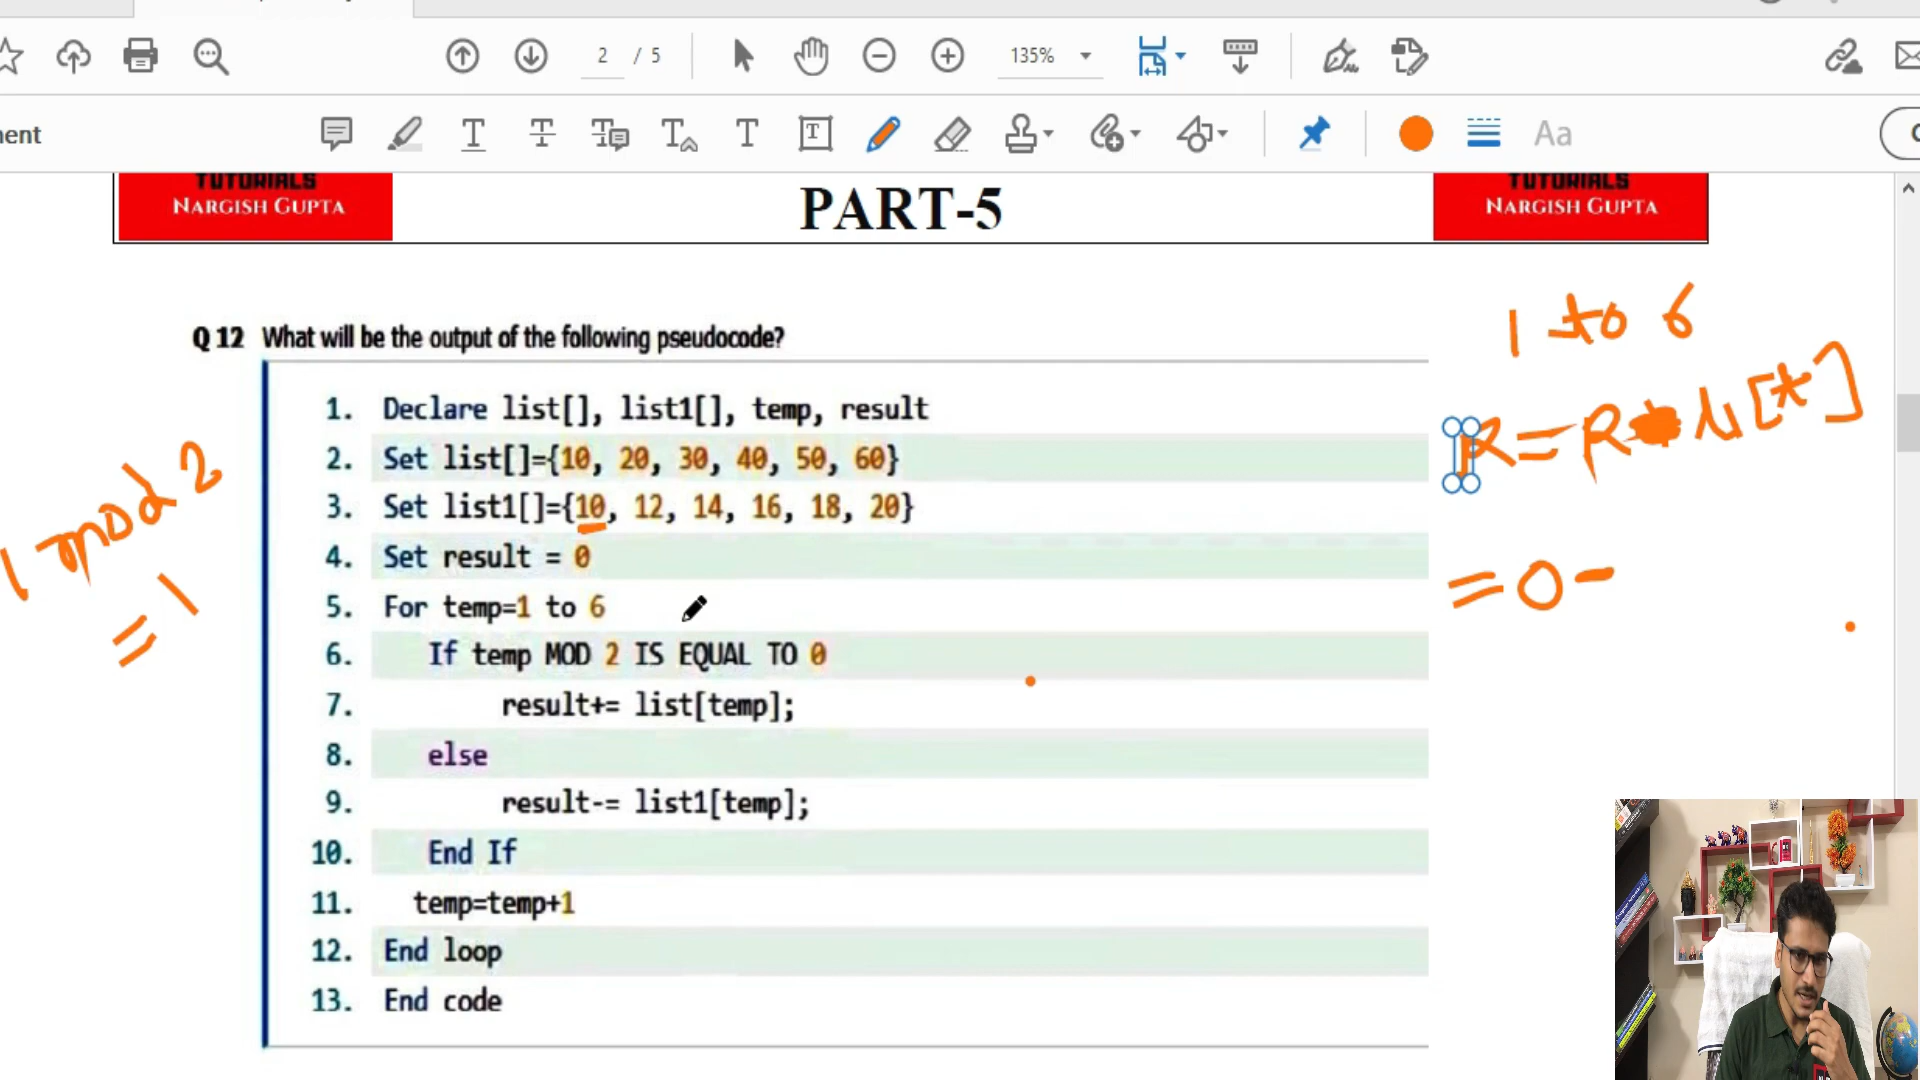 2 / 5
135%
ent
Aa
TUTORIALS
NARGISH GUPTA
PART-5
TUTORIALS
NARGISH GUPTA
Q 12 What will be the output of the following pseudocode?
1. Declare list[], list1[], temp, result
2. Set list[]={10, 20, 30, 40, 50, 60}
3. Set list1[]={10, 12, 14, 16, 18, 20}
4. Set result = 0
5. For temp=1 to 6
6. If temp MOD 2 IS EQUAL TO 0
7. result+= list[temp];
8. else
9. result-= list1[temp];
10. End If
11. temp=temp+1
12. End loop
13. End code
1 mod 2
= 1
1 to 6
R = R
= 0 -